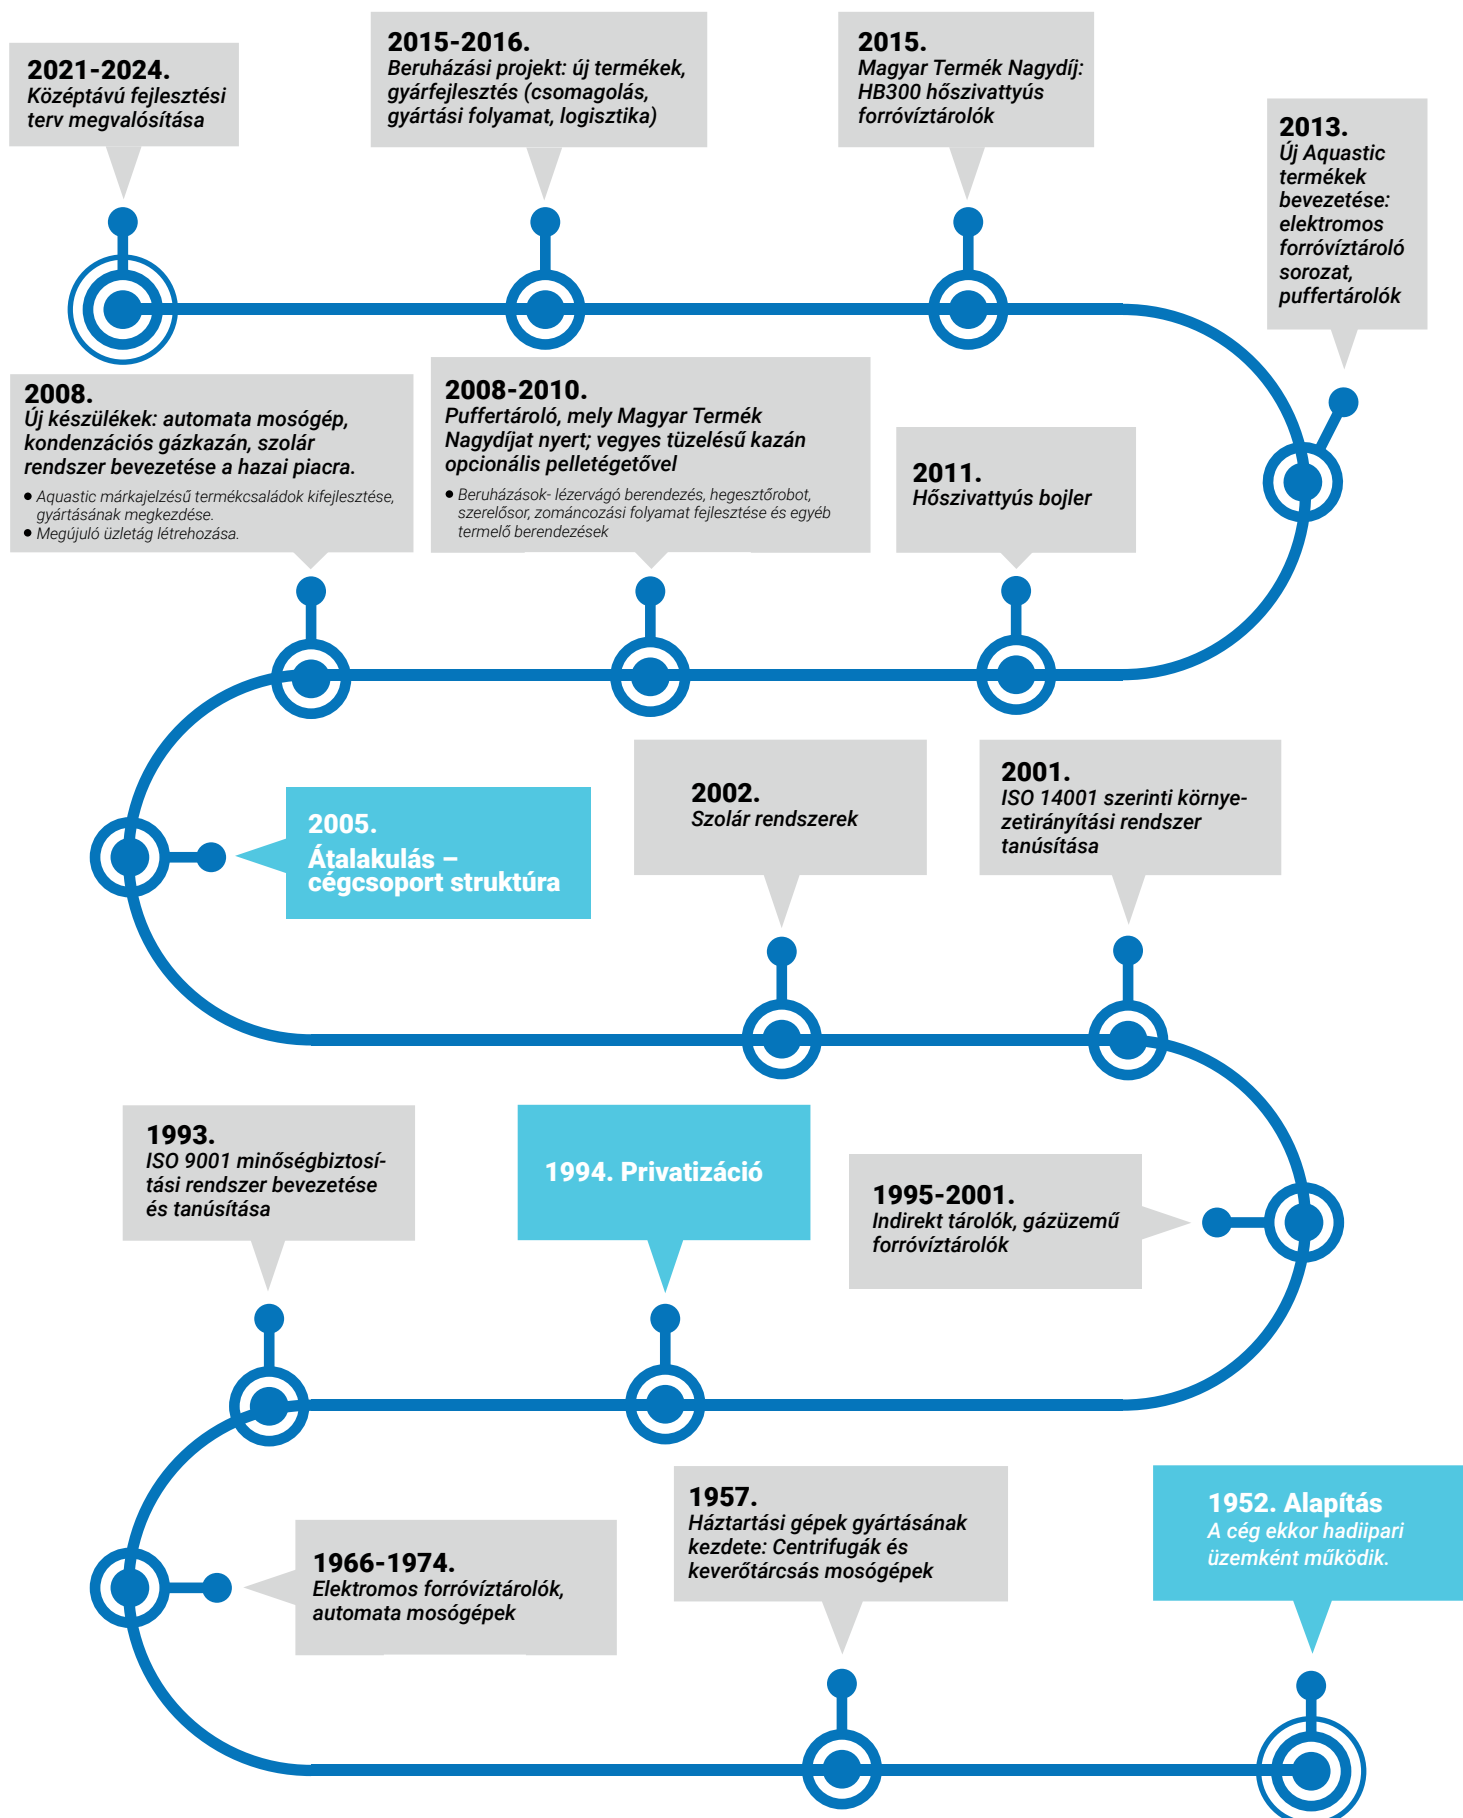 2021-2024.
Középtávú fejlesztési
terv megvalósítása
2015-2016.
Beruházási projekt: új termékek,
gyárfejlesztés (csomagolás,
gyártási folyamat, logisztika)
2015.
Magyar Termék Nagydíj:
HB300 hőszivattyús
forróvíztárolók
2013.
Új Aquastic
termékek
bevezetése:
elektromos
forróvíztároló
sorozat,
puffertárolók
2008.
Új készülékek: automata mosógép,
kondenzációs gázkazán, szolár
rendszer bevezetése a hazai piacra.
• Aquastic márkajelzésű termékcsaládok kifejlesztése,
gyártásának megkezdése.
• Megújuló üzletág létrehozása.
2008-2010.
Puffertároló, mely Magyar Termék
Nagydíjat nyert; vegyes tüzelésű kazán
opcionális pelletégetővel
• Beruházások- lézervágó berendezés, hegesztőrobot,
szerelősor, zománcozási folyamat fejlesztése és egyéb
termelő berendezések
2011.
Hőszivattyús bojler
2005.
Átalakulás –
cégcsoport struktúra
2002.
Szolár rendszerek
2001.
ISO 14001 szerinti környe-
zetirányítási rendszer
tanúsítása
1993.
ISO 9001 minőségbiztosí-
tási rendszer bevezetése
és tanúsítása
1994. Privatizáció
1995-2001.
Indirekt tárolók, gázüzemű
forróvíztárolók
1966-1974.
Elektromos forróvíztárolók,
automata mosógépek
1957.
Háztartási gépek gyártásának
kezdete: Centrifugák és
keverőtárcsás mosógépek
1952. Alapítás
A cég ekkor hadiipari
üzemként működik.